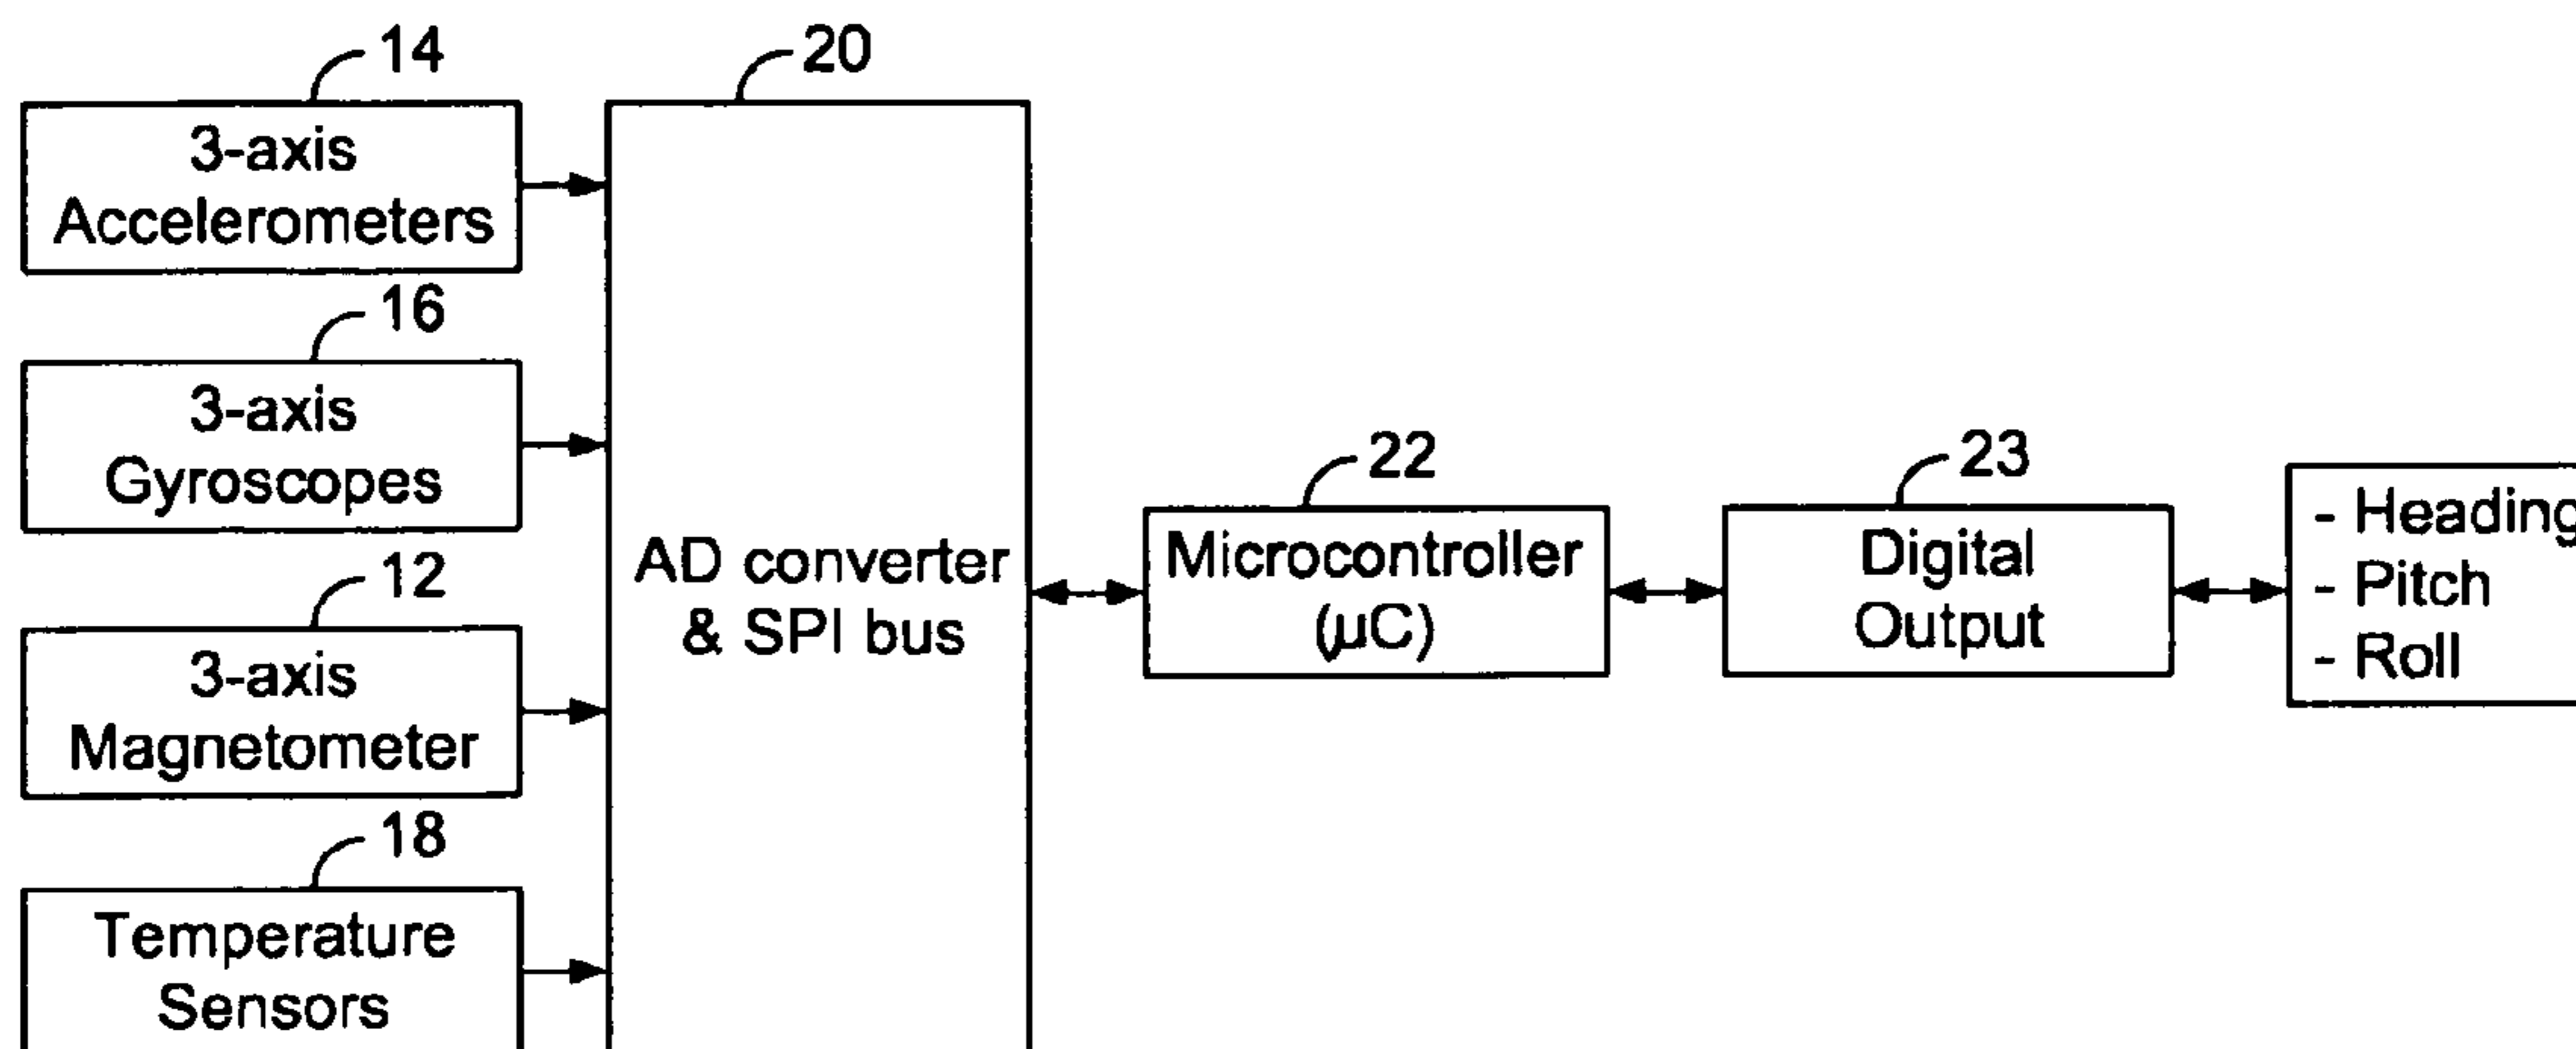 14
3-axis
Accelerometers
16
3-axis
Gyroscopes
12
3-axis
Magnetometer
18
Temperature
Sensors
20
AD converter
& SPI bus
22
Microcontroller
(µC)
23
Digital
Output
- Heading
- Pitch
- Roll